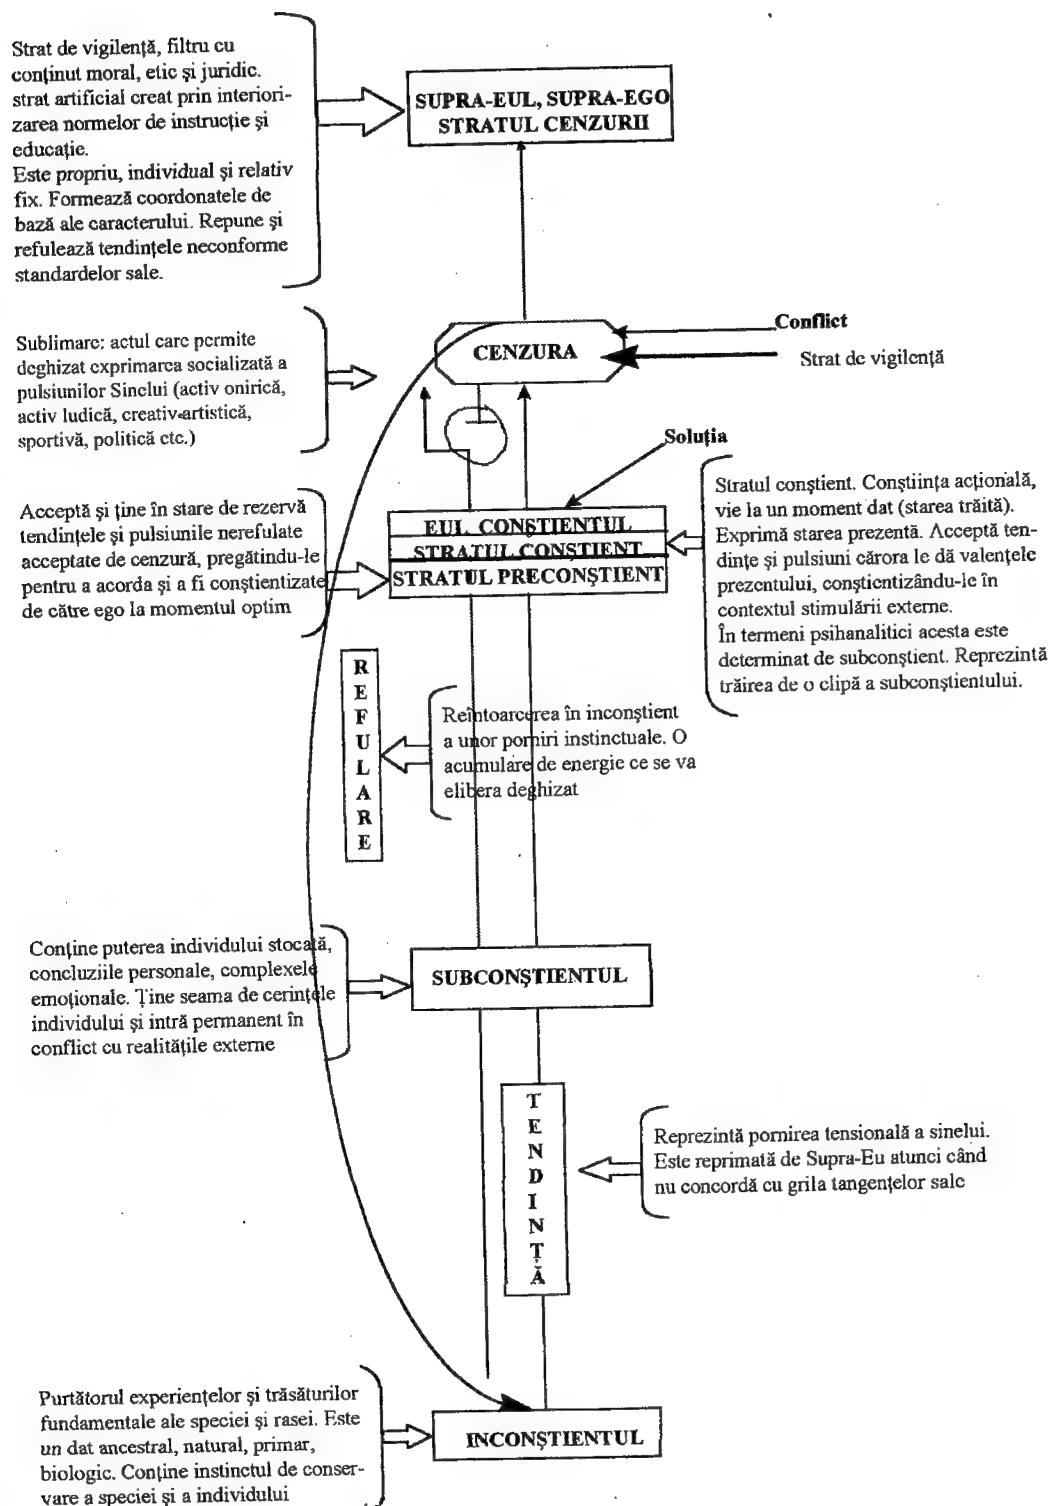 Strat de vigilență, filtru cu
conținut moral, etic și juridic.
strat artificial creat prin interiori-
zarea normelor de instrucție și
educație.
Este propriu, individual și relativ
fix. Formează coordonatele de
bază ale caracterului. Repune și
refulează tendințele neconforme
standardelor sale.
SUPRA-EUL, SUPRA-EGO
STRATUL CENZURII
Sublimare: actul care permite
deghizat exprimarea socializată a
pulsiunilor Sinelui (activ onirică,
activ ludică, creativ-artistică,
sportivă, politică etc.)
CENZURA
Conflict
Strat de vigilență
Soluția
Acceptă și ține în stare de rezervă
tendințele și pulsiunile nerefulate
acceptate de cenzură, pregătindu-le
pentru a acorda și a fi conștientizate
de către ego la momentul optim
EUL CONȘTIENTUL
STRATUL CONȘTIENT
STRATUL PRECONȘTIENT
Stratul conștient. Conștiința acțională,
vie la un moment dat (starea trăită).
Exprimă starea prezentă. Acceptă ten-
dințe și pulsiuni cărora le dă valențele
prezentului, conștientizându-le în
contextul stimulării externe.
În termeni psihanalitici acesta este
determinat de subconștient. Reprezintă
trăirea de o clipă a subconștientului.
R
E
F
U
L
A
R
E
Reîntoarcerea în inconștient
a unor porniri instinctuale. O
acumulare de energie ce se va
elibera deghizat
Conține puterea individului stocată,
concluziile personale, complexele
emoționale. Ține seama de cerințele
individului și intră permanent în
conflict cu realitățile externe
SUBCONȘTIENTUL
T
E
N
D
I
N
Ț
Ă
Reprezintă pornirea tensională a sinelui.
Este reprimată de Supra-Eu atunci când
nu concordă cu grila tangențelor sale
Purtătorul experiențelor și trăsăturilor
fundamentale ale speciei și rasei. Este
un dat ancestral, natural, primar,
biologic. Conține instinctul de conser-
vare a speciei și a individului
INCONȘTIENTUL